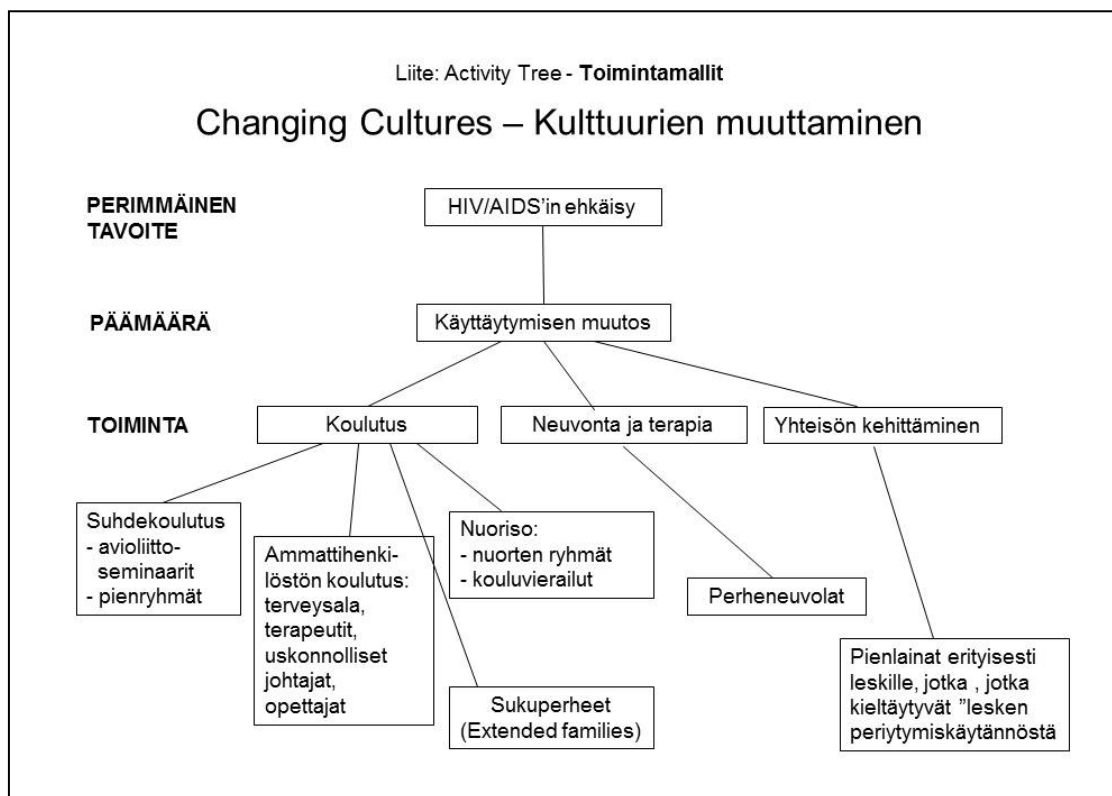 Liite: Activity Tree - Toimintamallit
Changing Cultures – Kulttuurien muuttaminen
PERIMMÄINEN
TAVOITE
HIV/AIDS’in ehkäisy
PÄÄMÄÄRÄ
Käyttäytymisen muutos
TOIMINTA
Koulutus
Neuvonta ja terapia
Yhteisön kehittäminen
Suhdekoulutus
- avioliitto-
seminaarit
- pienryhmät
Ammattihenki-
löstön koulutus:
terveysala,
terapeutit,
uskonnolliset
johtajat,
opettajat
Nuoriso:
- nuorten ryhmät
- kouluvierailut
Sukuperheet
(Extended families)
Perheneuvolat
Pienlainat erityisesti
leskille, jotka , jotka
kieltäytyvät ”lesken
periytymiskäytännöstä